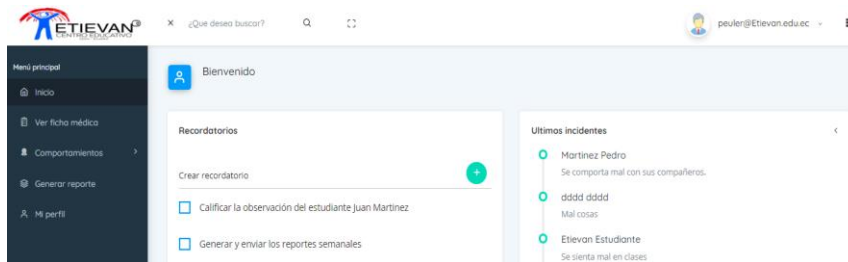 ETIEVAN
CENTRO EDUCATIVO
¿Que desea buscar?
peuler@Etievan.edu.ec
Menú principal
Inicio
Ver ficha médica
Comportamientos
Generar reporte
Mi perfil
Bienvenido
Recordatorios
Crear recordatorio
Calificar la observación del estudiante Juan Martinez
Generar y enviar los reportes semanales
Ultimos incidentes
Martinez Pedro
Se comporta mal con sus compañeros.
dddd dddd
Mal cosas
Etievan Estudiante
Se sienta mal en clases